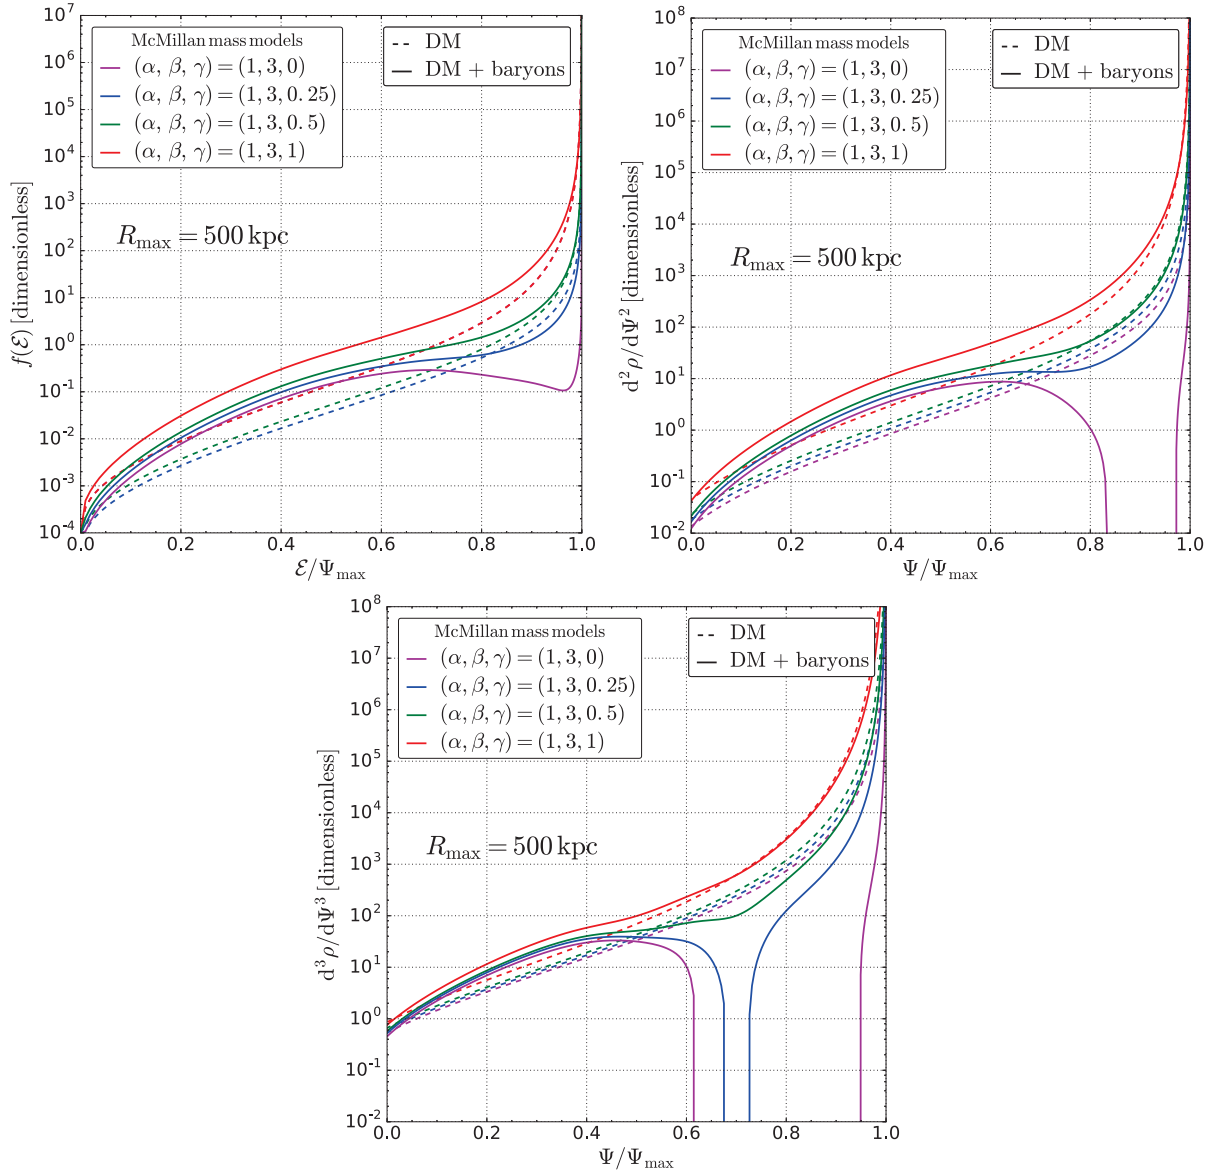 McMillan mass models
(α, β, γ) = (1, 3, 0)
(α, β, γ) = (1, 3, 0.25)
(α, β, γ) = (1, 3, 0.5)
(α, β, γ) = (1, 3, 1)
DM
DM + baryons
R_max = 500 kpc
f(ℰ) [dimensionless]
10^7
10^6
10^5
10^4
10^3
10^2
10^1
10^0
10^-1
10^-2
10^-3
10^-4
0.0 0.2 0.4 0.6 0.8 1.0
ℰ/Ψ_max
McMillan mass models
(α, β, γ) = (1, 3, 0)
(α, β, γ) = (1, 3, 0.25)
(α, β, γ) = (1, 3, 0.5)
(α, β, γ) = (1, 3, 1)
DM
DM + baryons
R_max = 500 kpc
d²ρ/dΨ² [dimensionless]
10^8
10^7
10^6
10^5
10^4
10^3
10^2
10^1
10^0
10^-1
10^-2
0.0 0.2 0.4 0.6 0.8 1.0
Ψ/Ψ_max
McMillan mass models
(α, β, γ) = (1, 3, 0)
(α, β, γ) = (1, 3, 0.25)
(α, β, γ) = (1, 3, 0.5)
(α, β, γ) = (1, 3, 1)
DM
DM + baryons
R_max = 500 kpc
d³ρ/dΨ³ [dimensionless]
10^8
10^7
10^6
10^5
10^4
10^3
10^2
10^1
10^0
10^-1
10^-2
0.0 0.2 0.4 0.6 0.8 1.0
Ψ/Ψ_max